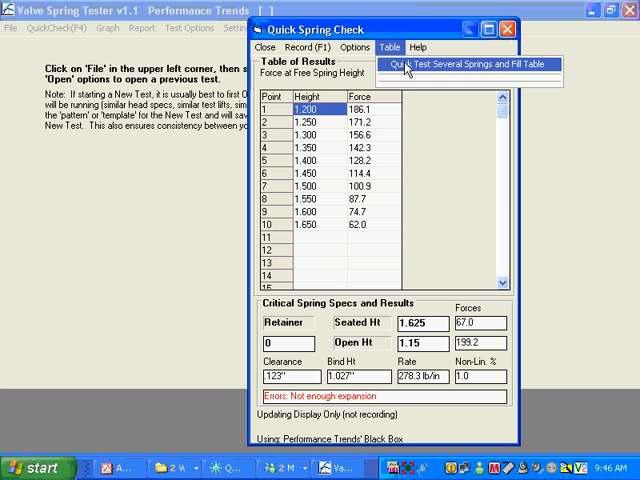 Valve Spring Tester v1.1   Performance Trends   [ ]
File QuickCheck(F4) Graph Report Test Options
Click on 'File' in the upper left corner, then s
'Open' options to open a previous test.
Note: If starting a New Test, it is usually best to first O
will be running (similar head specs, similar test lifts, sim
the 'pattern' or 'template' for the New Test and will sav
New Test. This also ensures consistency between yo
Quick Spring Check
Close Record (F1) Options Table Help
Quick Test Several Springs and Fill Table
Table of Results
Force at Free Spring Height
Point Height Force
1 1.200 186.1
2 1.250 171.2
3 1.300 156.6
4 1.350 142.3
5 1.400 128.2
6 1.450 114.4
7 1.500 100.9
8 1.550 87.7
9 1.600 74.7
10 1.650 62.0
11
12
13
14
15
Critical Spring Specs and Results
Forces
Retainer Seated Ht 1.625 67.0
0 Open Ht 1.15 199.2
Clearance Bind Ht Rate Non-Lin. %
.123" 1.027" 278.3 lb/in 1.0
Errors: Not enough expansion
Updating Display Only (not recording)
Using: Performance Trends' Black Box
start A... 2 W Q... 2 M Va... 9:46 AM